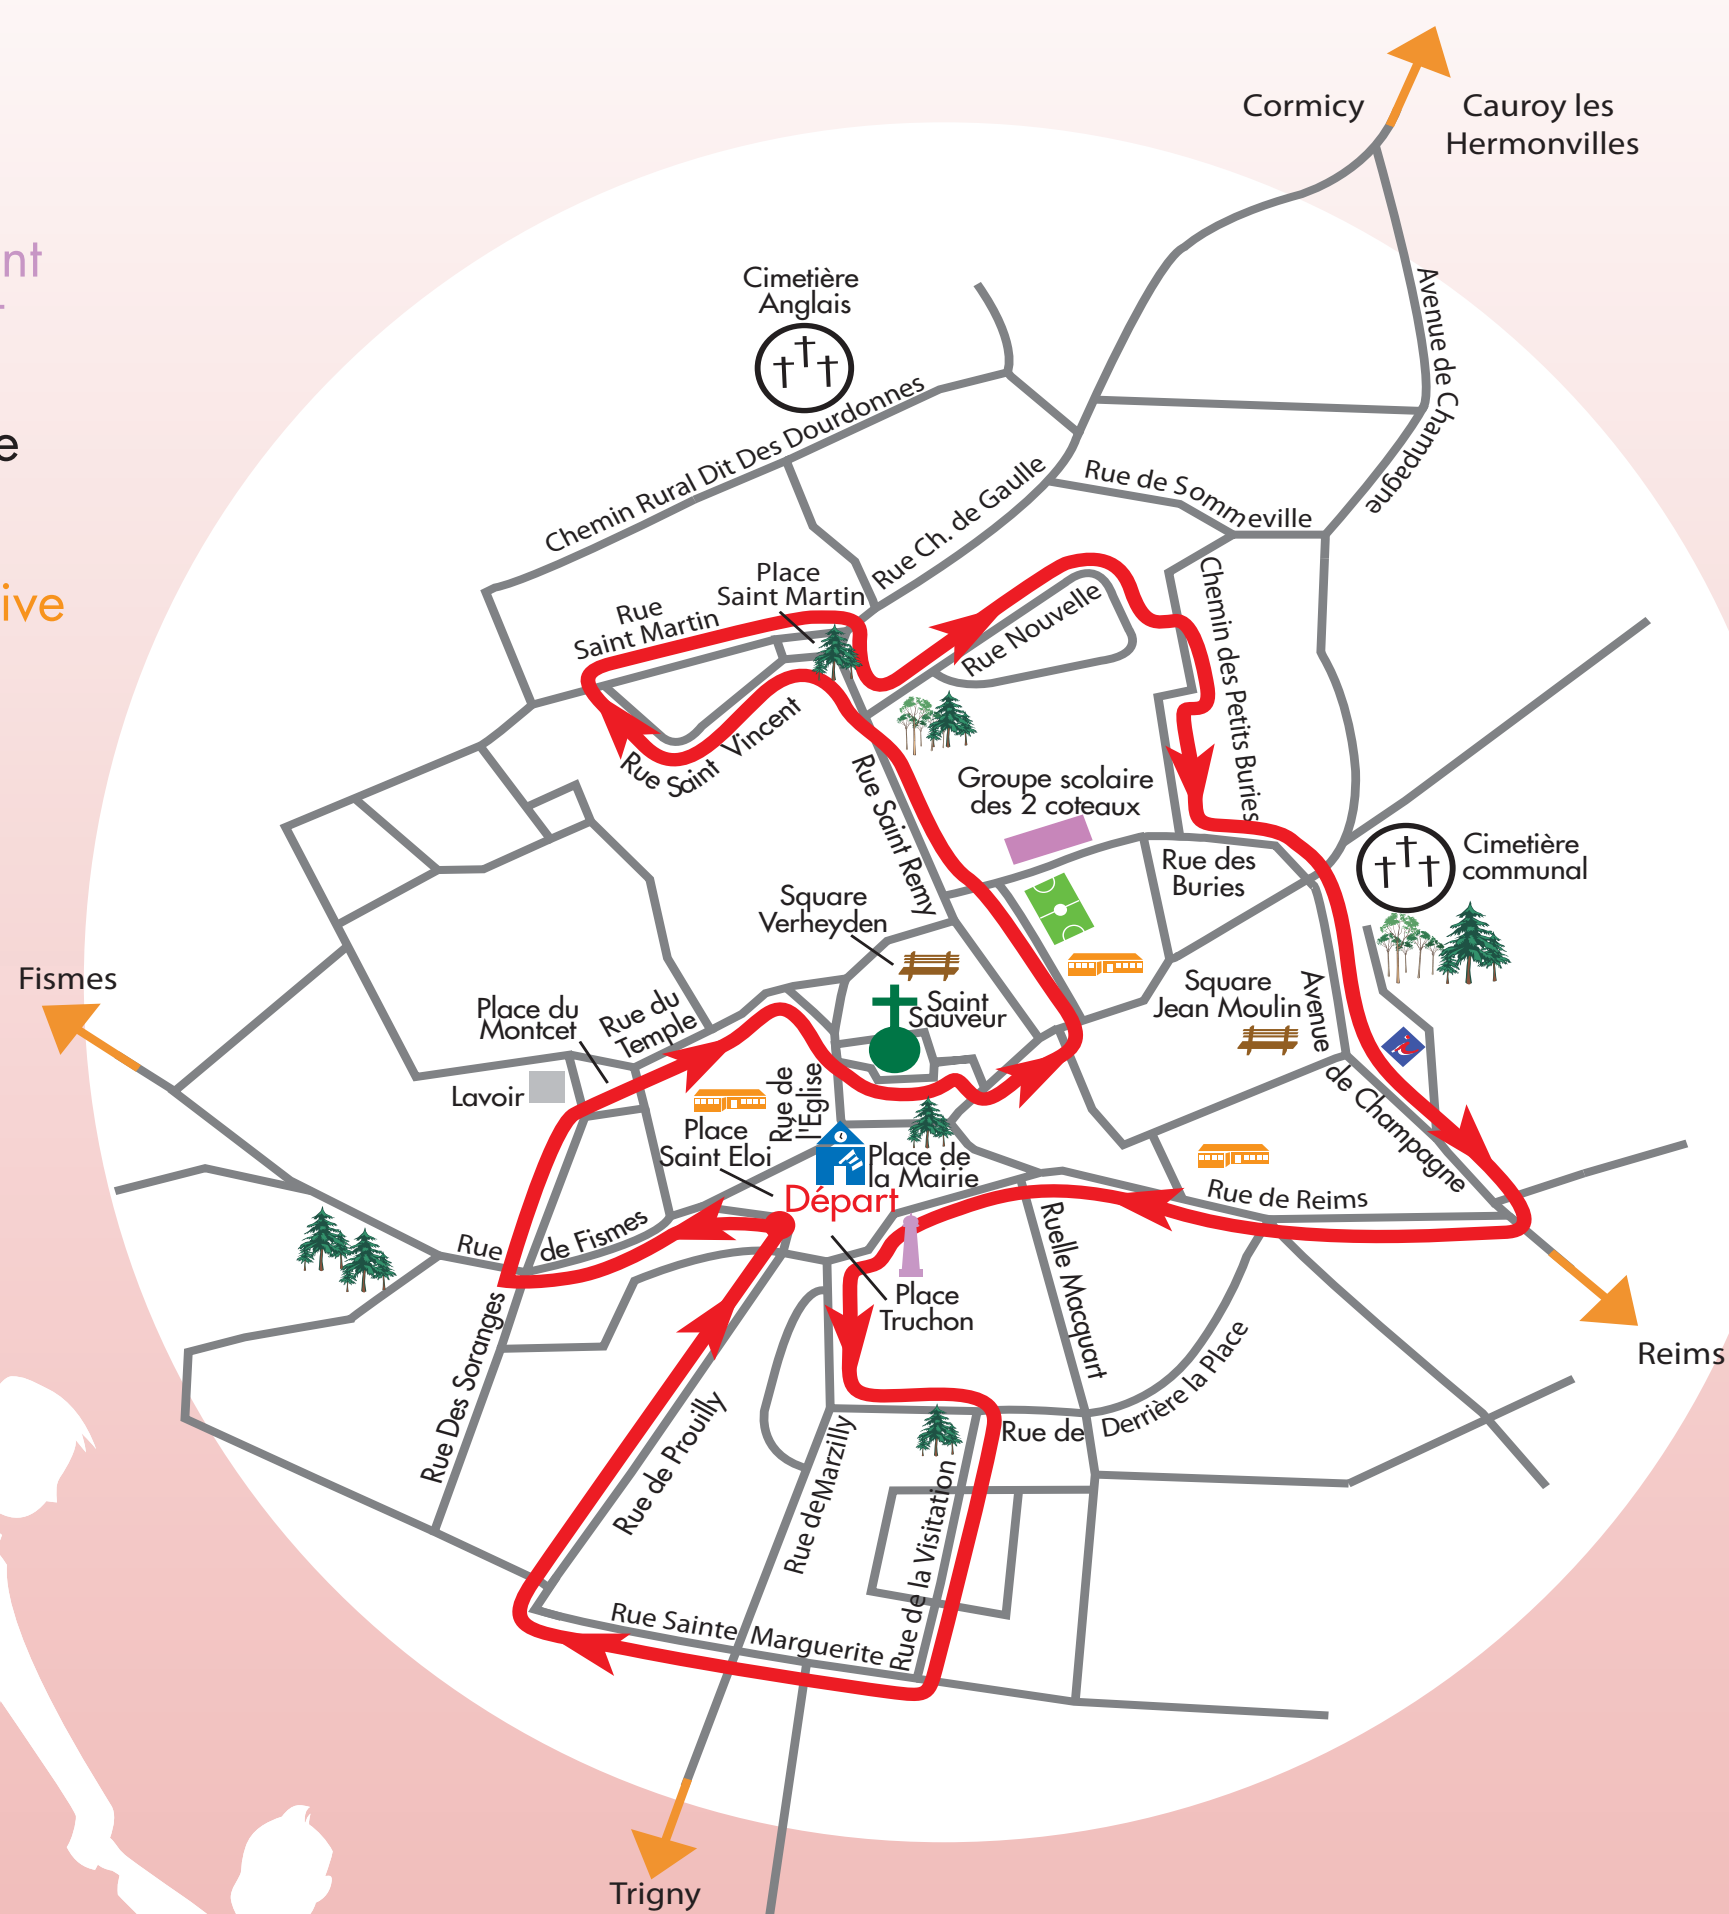 Cormicy
Cauroy les
Hermonvilles
nt
Cimetière
Anglais
Avenue de Champagne
Chemin Rural Dit Des Dourdonnes
e
Rue Ch. de Gaulle
Rue de Sommeville
Place
Saint Martin
Rue
Saint Martin
ive
Rue Nouvelle
Chemin des Petits Buries
Rue Saint Vincent
Rue Saint Remy
Groupe scolaire
des 2 coteaux
Cimetière
communal
Rue des
Buries
Square
Verheyden
Fismes
Place du
Montcet
Rue du
Temple
Saint
Sauveur
Square
Jean Moulin
Avenue
de Champagne
Lavoir
Rue de
l'Eglise
Place
Saint Eloi
Place de
la Mairie
Départ
Rue de Reims
Rue
de Fismes
Ruelle Macquart
Place
Truchon
Reims
Rue Des Soranges
Rue de Prouilly
Rue de Marzilly
Rue de
Derrière la Place
Rue de la Visitation
Rue Sainte Marguerite
Trigny